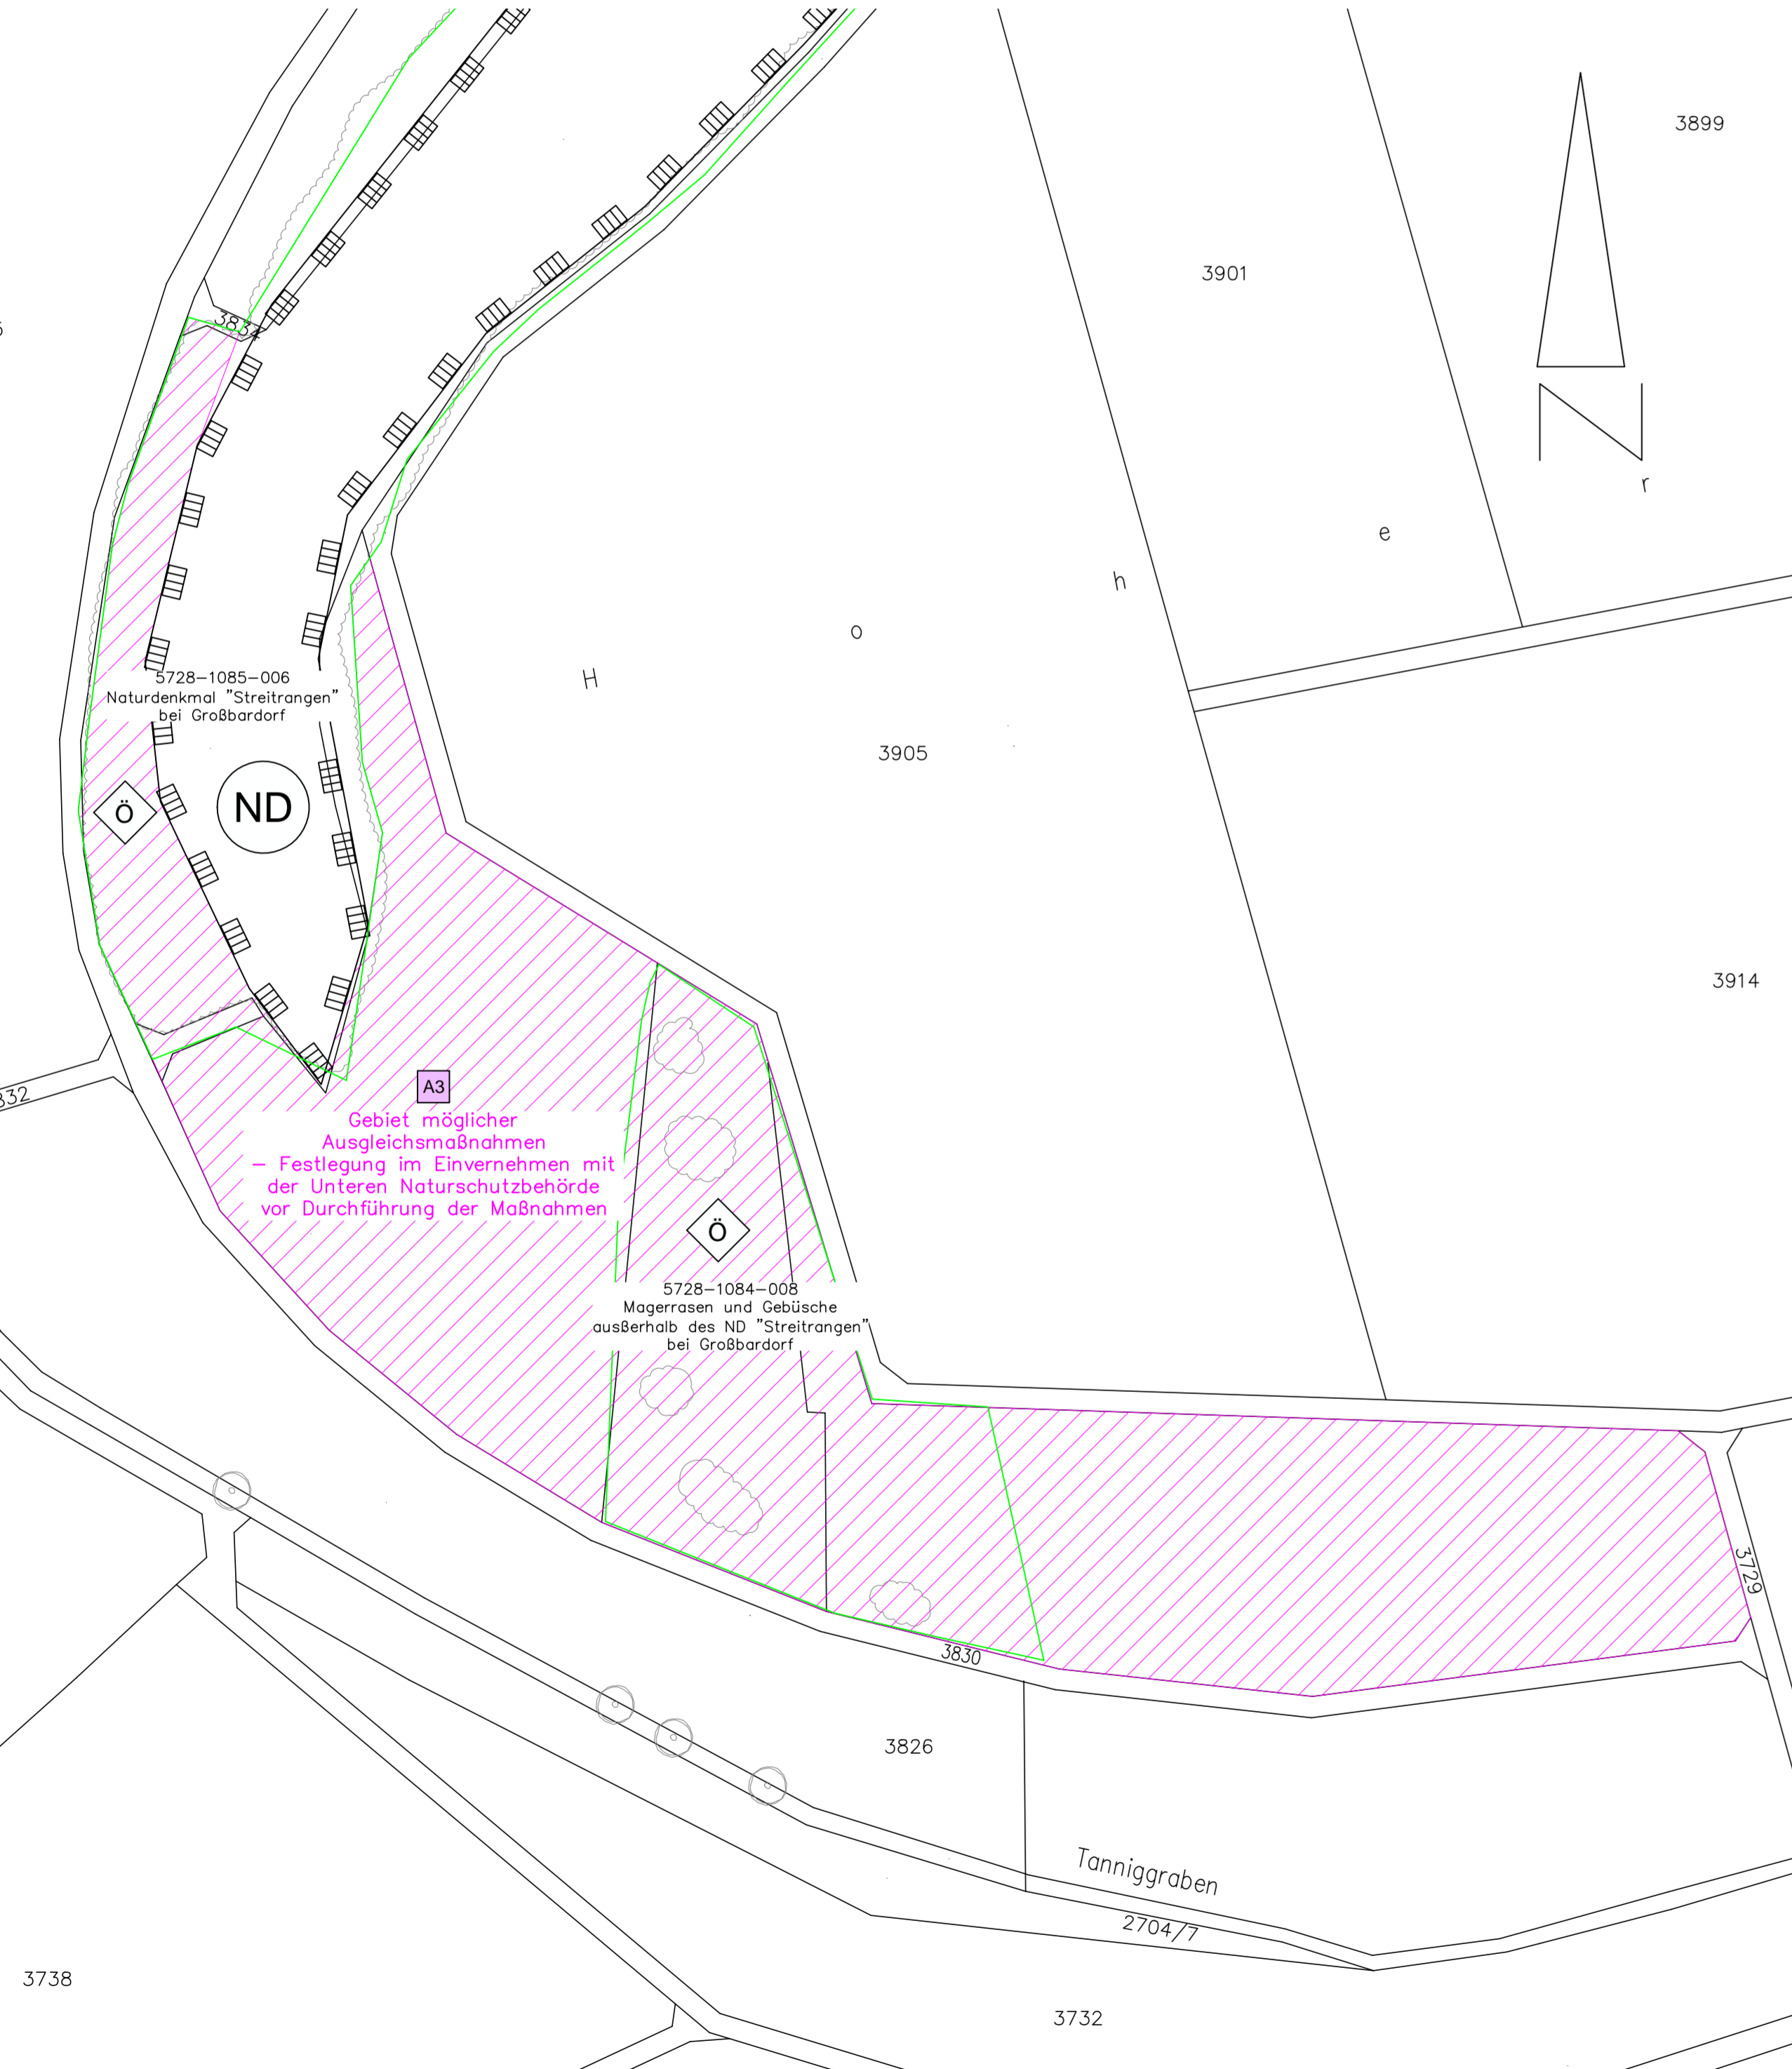 3899
3901
3834
r
e
h
o
H
5728-1085-006
Naturdenkmal "Streitrangen"
bei Großbardorf
3905
Ö
ND
3914
A3
832
Gebiet möglicher
Ausgleichsmaßnahmen
– Festlegung im Einvernehmen mit
der Unteren Naturschutzbehörde
vor Durchführung der Maßnahmen
Ö
5728-1084-008
Magerrasen und Gebüsche
außerhalb des ND "Streitrangen"
bei Großbardorf
3729
3830
3826
Tanniggraben
2704/7
3738
3732
N